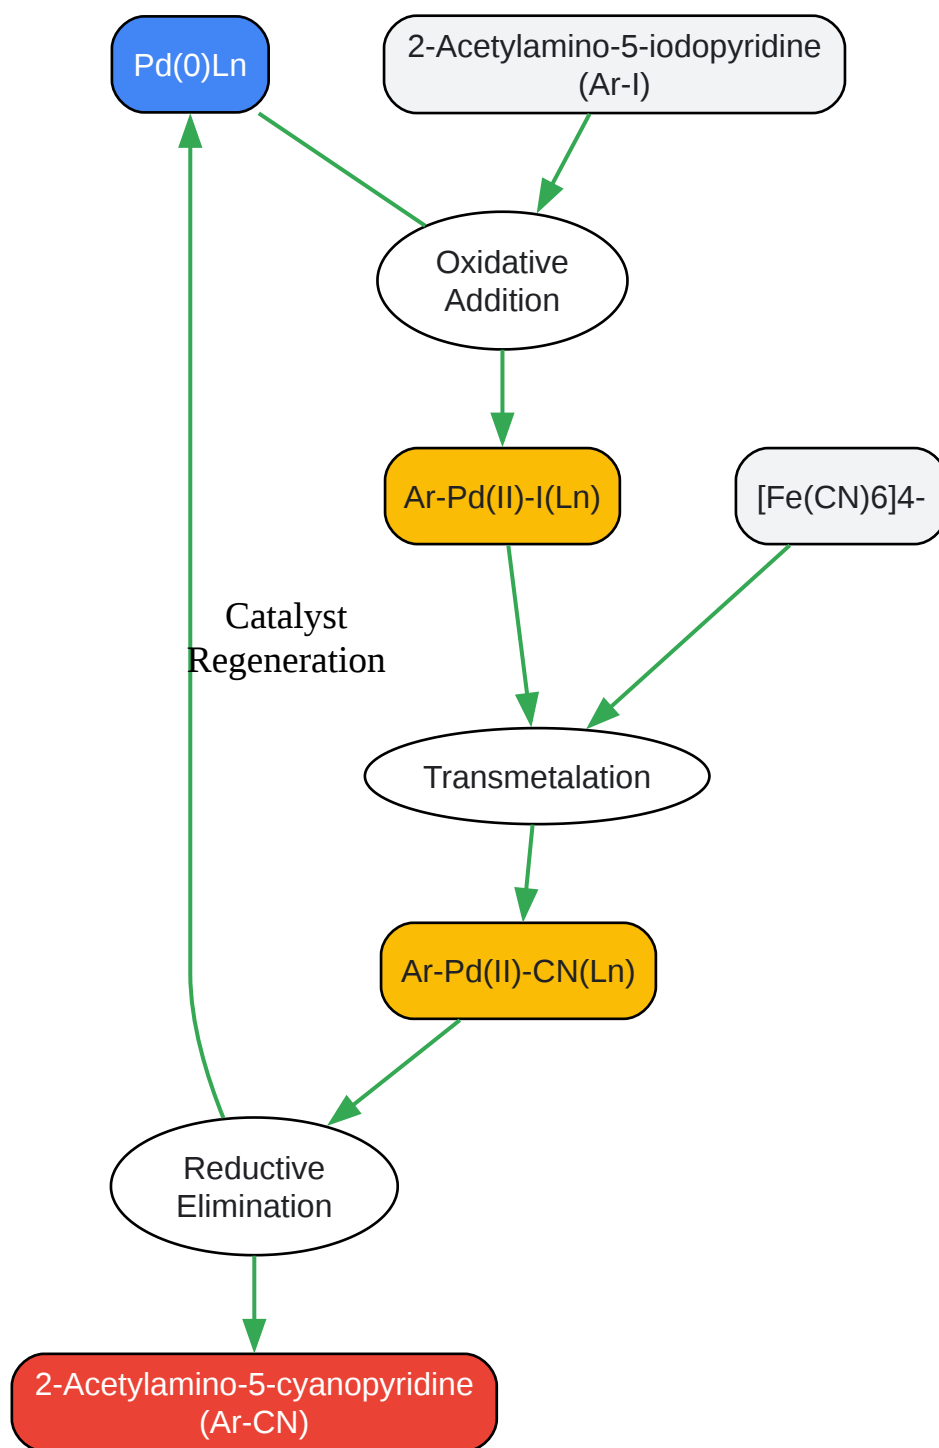 Pd(0)Ln
2-Acetylamino-5-iodopyridine
(Ar-I)
Oxidative
Addition
Ar-Pd(II)-I(Ln)
[Fe(CN)6]4-
Catalyst
Regeneration
Transmetalation
Ar-Pd(II)-CN(Ln)
Reductive
Elimination
2-Acetylamino-5-cyanopyridine
(Ar-CN)